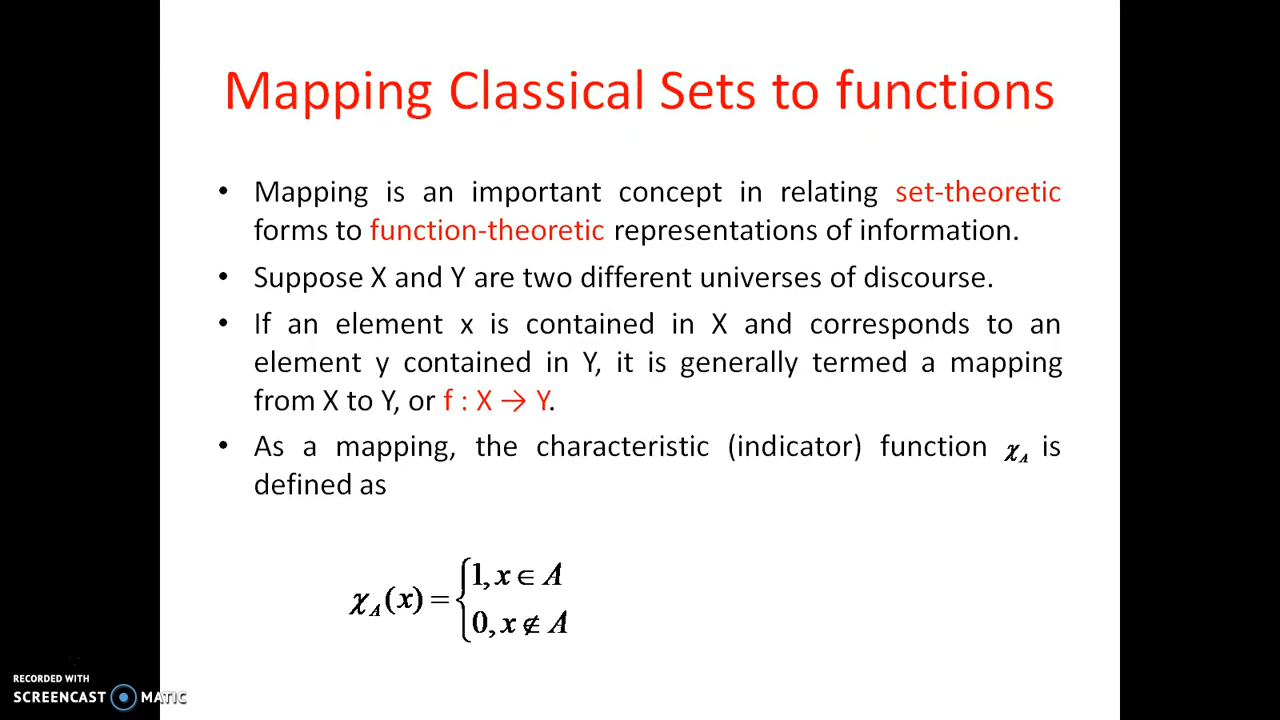 Mapping Classical Sets to functions
• Mapping is an important concept in relating set-theoretic
forms to function-theoretic representations of information.
• Suppose X and Y are two different universes of discourse.
• If an element x is contained in X and corresponds to an
element y contained in Y, it is generally termed a mapping
from X to Y, or f : X → Y.
• As a mapping, the characteristic (indicator) function χ_A is
defined as
χ_A(x) = { 1, x ∈ A
0, x ∉ A
RECORDED WITH
SCREENCAST MATIC